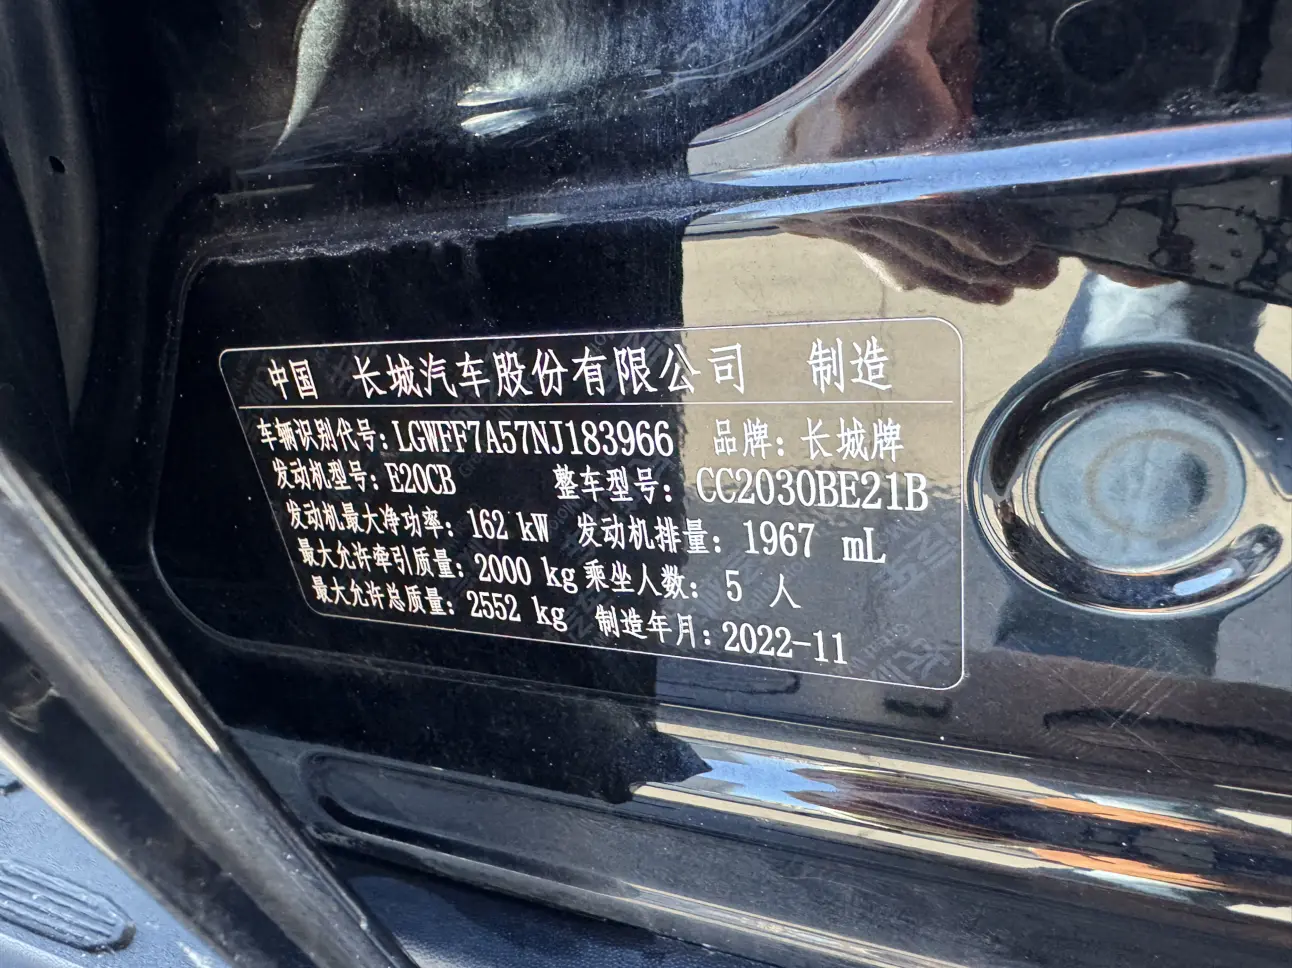 中国 长城汽车股份有限公司 制造
车辆识别代号: LGWFF7A57NJ183966 品牌: 长城牌
发动机型号: E20CB 整车型号: CC2030BE21B
发动机最大净功率: 162 kW 发动机排量: 1967 mL
最大允许牵引质量: 2000 kg 乘坐人数: 5 人
最大允许总质量: 2552 kg 制造年月: 2022-11